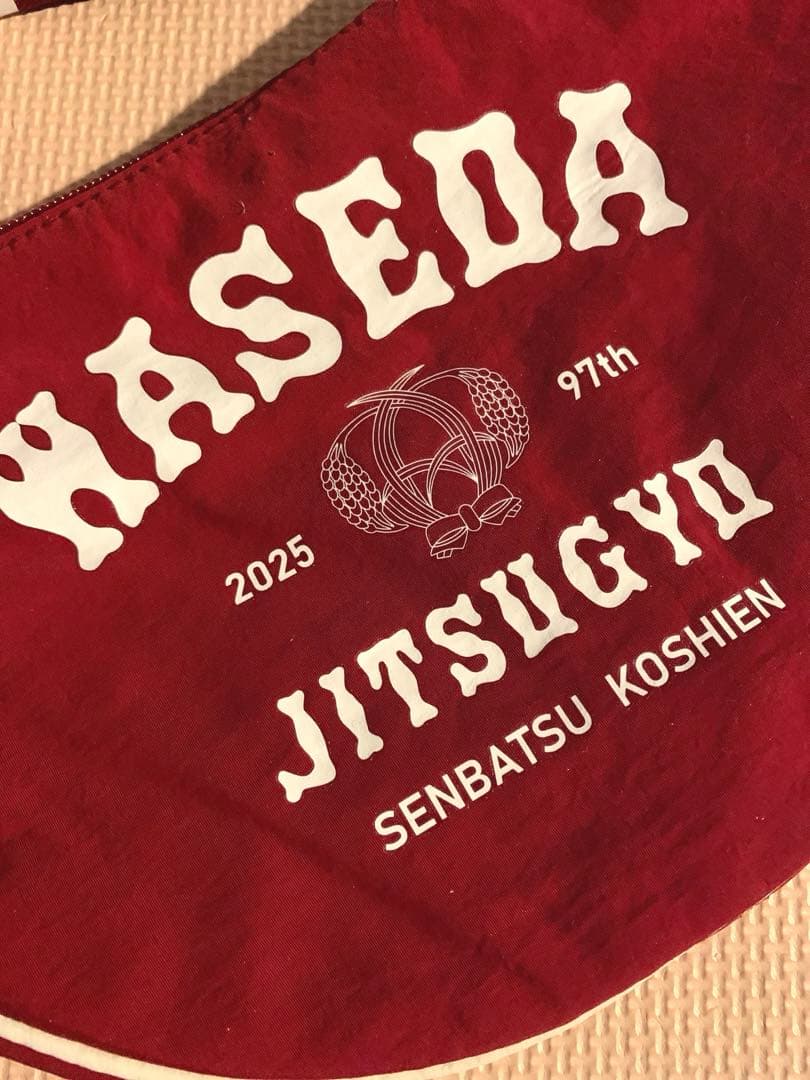 WASEDA
97th
2025
JITSUGYO
SENBATSU KOSHIEN